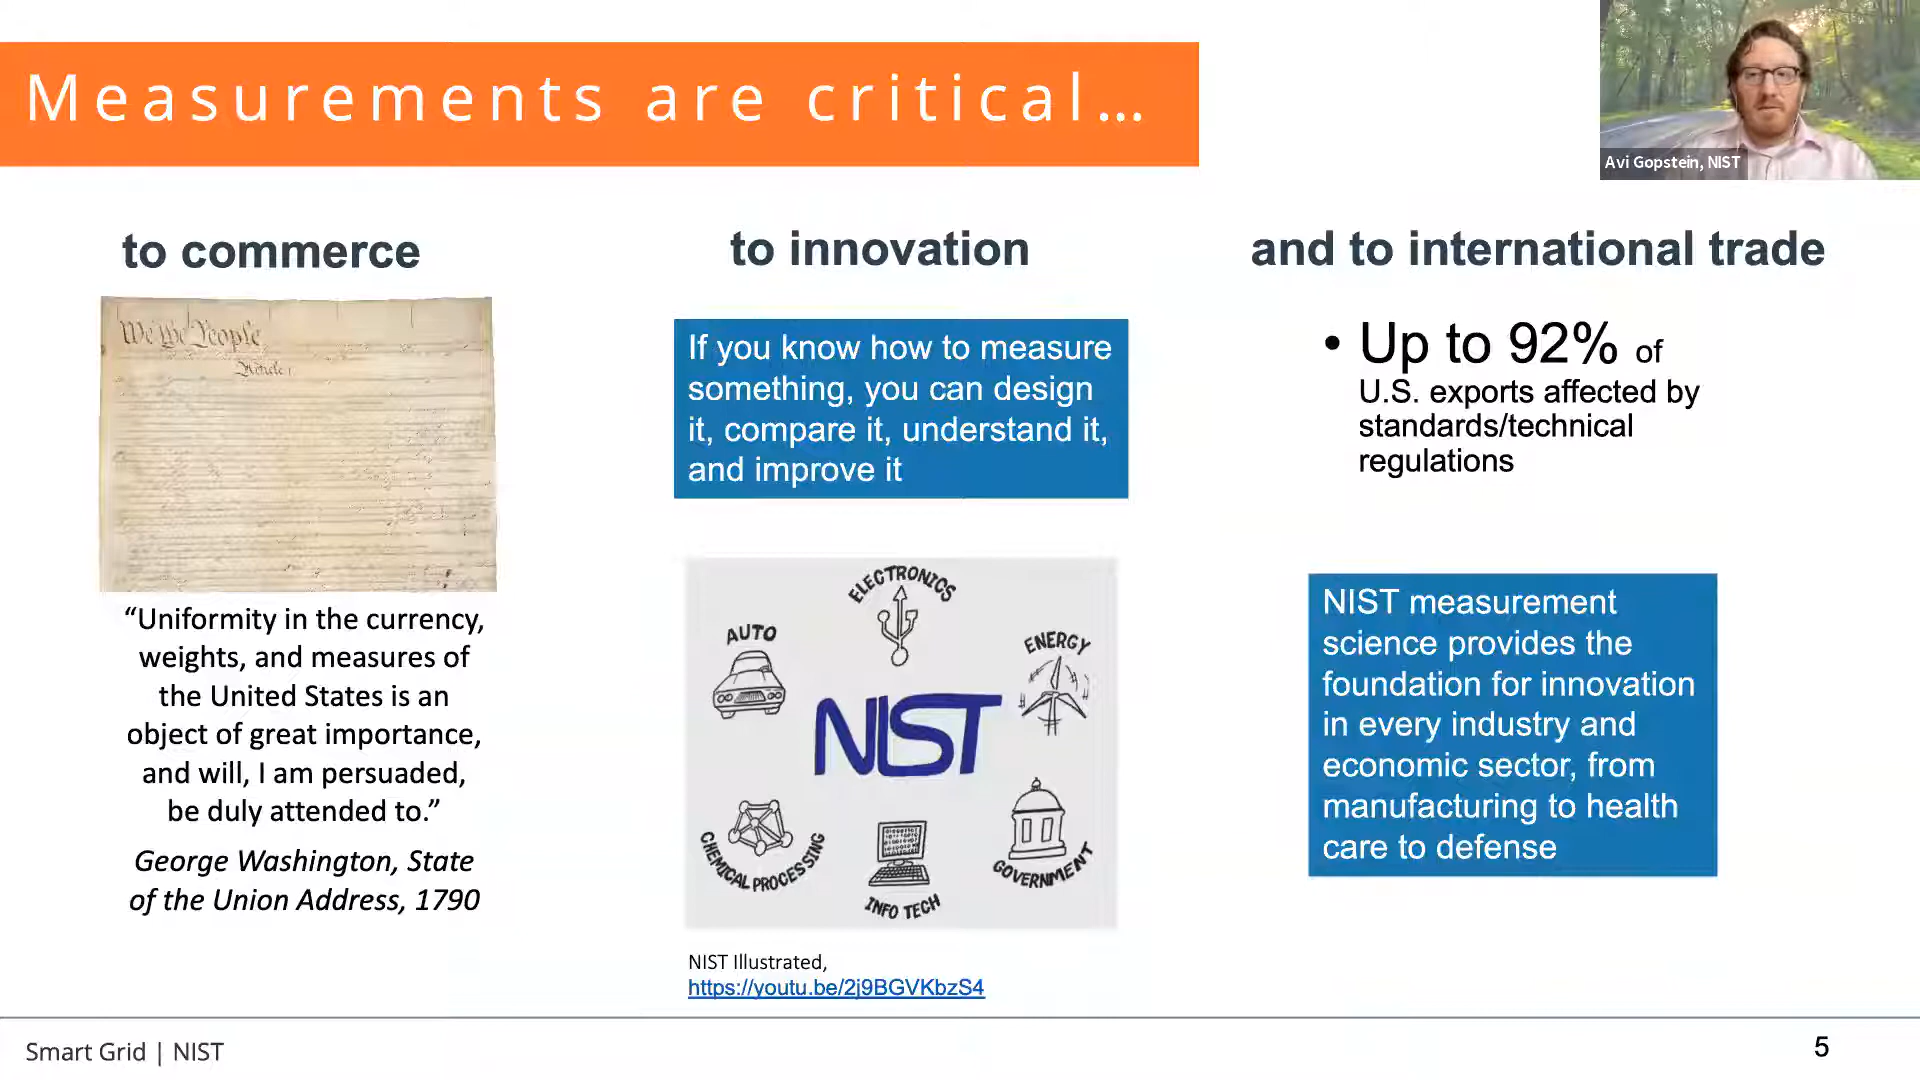 Measurements are critical...
Avi Gopstein, NIST
to commerce
We the People
Article I
“Uniformity in the currency,
weights, and measures of
the United States is an
object of great importance,
and will, I am persuaded,
be duly attended to.”
George Washington, State
of the Union Address, 1790
to innovation
If you know how to measure
something, you can design
it, compare it, understand it,
and improve it
ELECTRONICS
AUTO
ENERGY
NIST
CHEMICAL PROCESSING
INFO TECH
GOVERNMENT
NIST Illustrated,
https://youtu.be/2j9BGVKbzS4
and to international trade
• Up to 92% of
U.S. exports affected by
standards/technical
regulations
NIST measurement
science provides the
foundation for innovation
in every industry and
economic sector, from
manufacturing to health
care to defense
Smart Grid | NIST
5